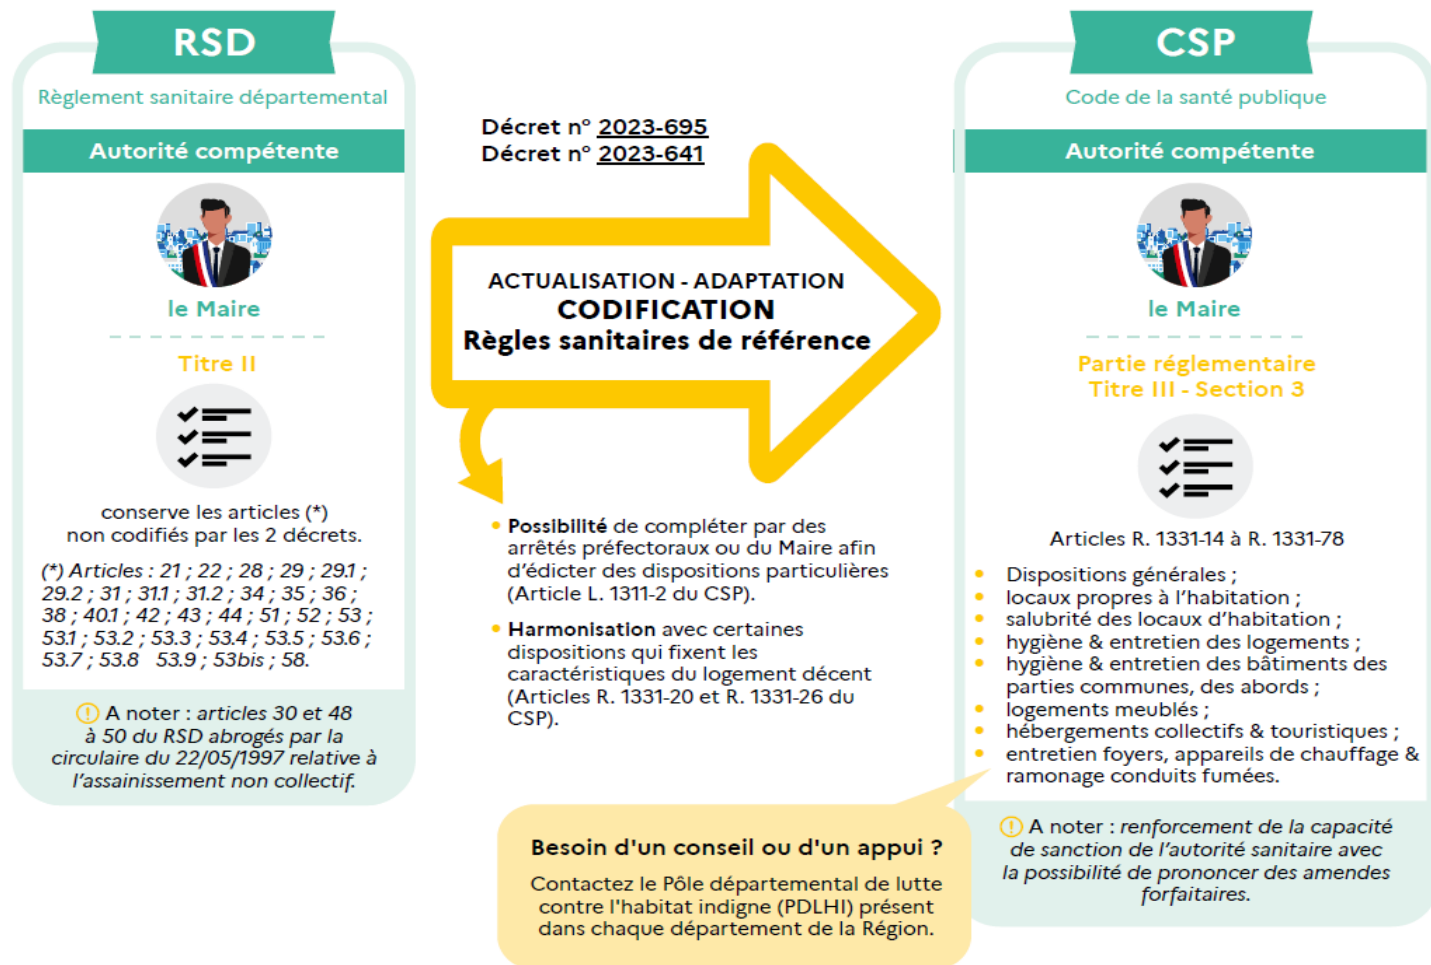 RSD
Règlement sanitaire départemental
Autorité compétente
le Maire
Titre II
conserve les articles (*)
non codifiés par les 2 décrets.
(*) Articles : 21 ; 22 ; 28 ; 29 ; 29.1 ;
29.2 ; 31 ; 31.1 ; 31.2 ; 34 ; 35 ; 36 ;
38 ; 40.1 ; 42 ; 43 ; 44 ; 51 ; 52 ; 53 ;
53.1 ; 53.2 ; 53.3 ; 53.4 ; 53.5 ; 53.6 ;
53.7 ; 53.8 53.9 ; 53bis ; 58.
! A noter : articles 30 et 48
à 50 du RSD abrogés par la
circulaire du 22/05/1997 relative à
l'assainissement non collectif.
Décret nº 2023-695
Décret nº 2023-641
ACTUALISATION - ADAPTATION
CODIFICATION
Règles sanitaires de référence
• Possibilité de compléter par des
arrêtés préfectoraux ou du Maire afin
d'édicter des dispositions particulières
(Article L. 1311-2 du CSP).
• Harmonisation avec certaines
dispositions qui fixent les
caractéristiques du logement décent
(Articles R. 1331-20 et R. 1331-26 du
CSP).
Besoin d'un conseil ou d'un appui ?
Contactez le Pôle départemental de lutte
contre l'habitat indigne (PDLHI) présent
dans chaque département de la Région.
CSP
Code de la santé publique
Autorité compétente
le Maire
Partie réglementaire
Titre III - Section 3
Articles R. 1331-14 à R. 1331-78
• Dispositions générales ;
• locaux propres à l'habitation ;
• salubrité des locaux d'habitation ;
• hygiène & entretien des logements ;
• hygiène & entretien des bâtiments des
parties communes, des abords ;
• logements meublés ;
• hébergements collectifs & touristiques ;
• entretien foyers, appareils de chauffage &
ramonage conduits fumées.
! A noter : renforcement de la capacité
de sanction de l'autorité sanitaire avec
la possibilité de prononcer des amendes
forfaitaires.